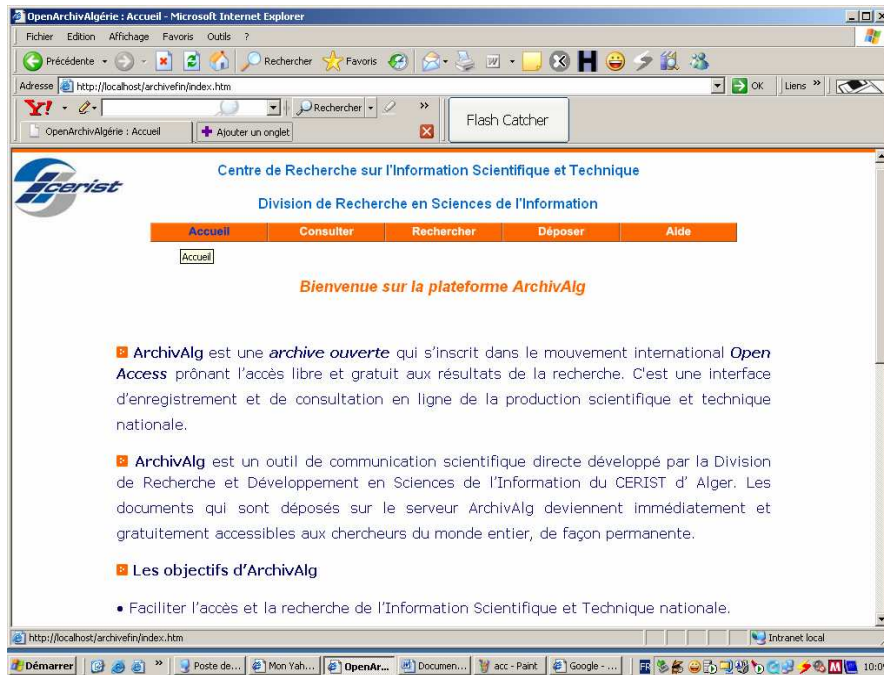 OpenArchivAlgérie : Accueil - Microsoft Internet Explorer
Fichier Edition Affichage Favoris Outils ?
Précédente Rechercher Favoris
Adresse http://localhost/archivefin/index.htm OK Liens »
Y! Rechercher »
Flash Catcher
OpenArchivAlgérie : Accueil Ajouter un onglet
cerist
Centre de Recherche sur l'Information Scientifique et Technique
Division de Recherche en Sciences de l'Information
Accueil Consulter Rechercher Déposer Aide
Accueil
Bienvenue sur la plateforme ArchivAlg
ArchivAlg est une archive ouverte qui s'inscrit dans le mouvement international Open
Access prônant l'accès libre et gratuit aux résultats de la recherche. C'est une interface
d'enregistrement et de consultation en ligne de la production scientifique et technique
nationale.
ArchivAlg est un outil de communication scientifique directe développé par la Division
de Recherche et Développement en Sciences de l'Information du CERIST d' Alger. Les
documents qui sont déposés sur le serveur ArchivAlg deviennent immédiatement et
gratuitement accessibles aux chercheurs du monde entier, de façon permanente.
Les objectifs d'ArchivAlg
• Faciliter l'accès et la recherche de l'Information Scientifique et Technique nationale.
http://localhost/archivefin/index.htm Intranet local
Démarrer » Poste de... Mon Yah... OpenAr... Documen... acc - Paint Google - ... FR